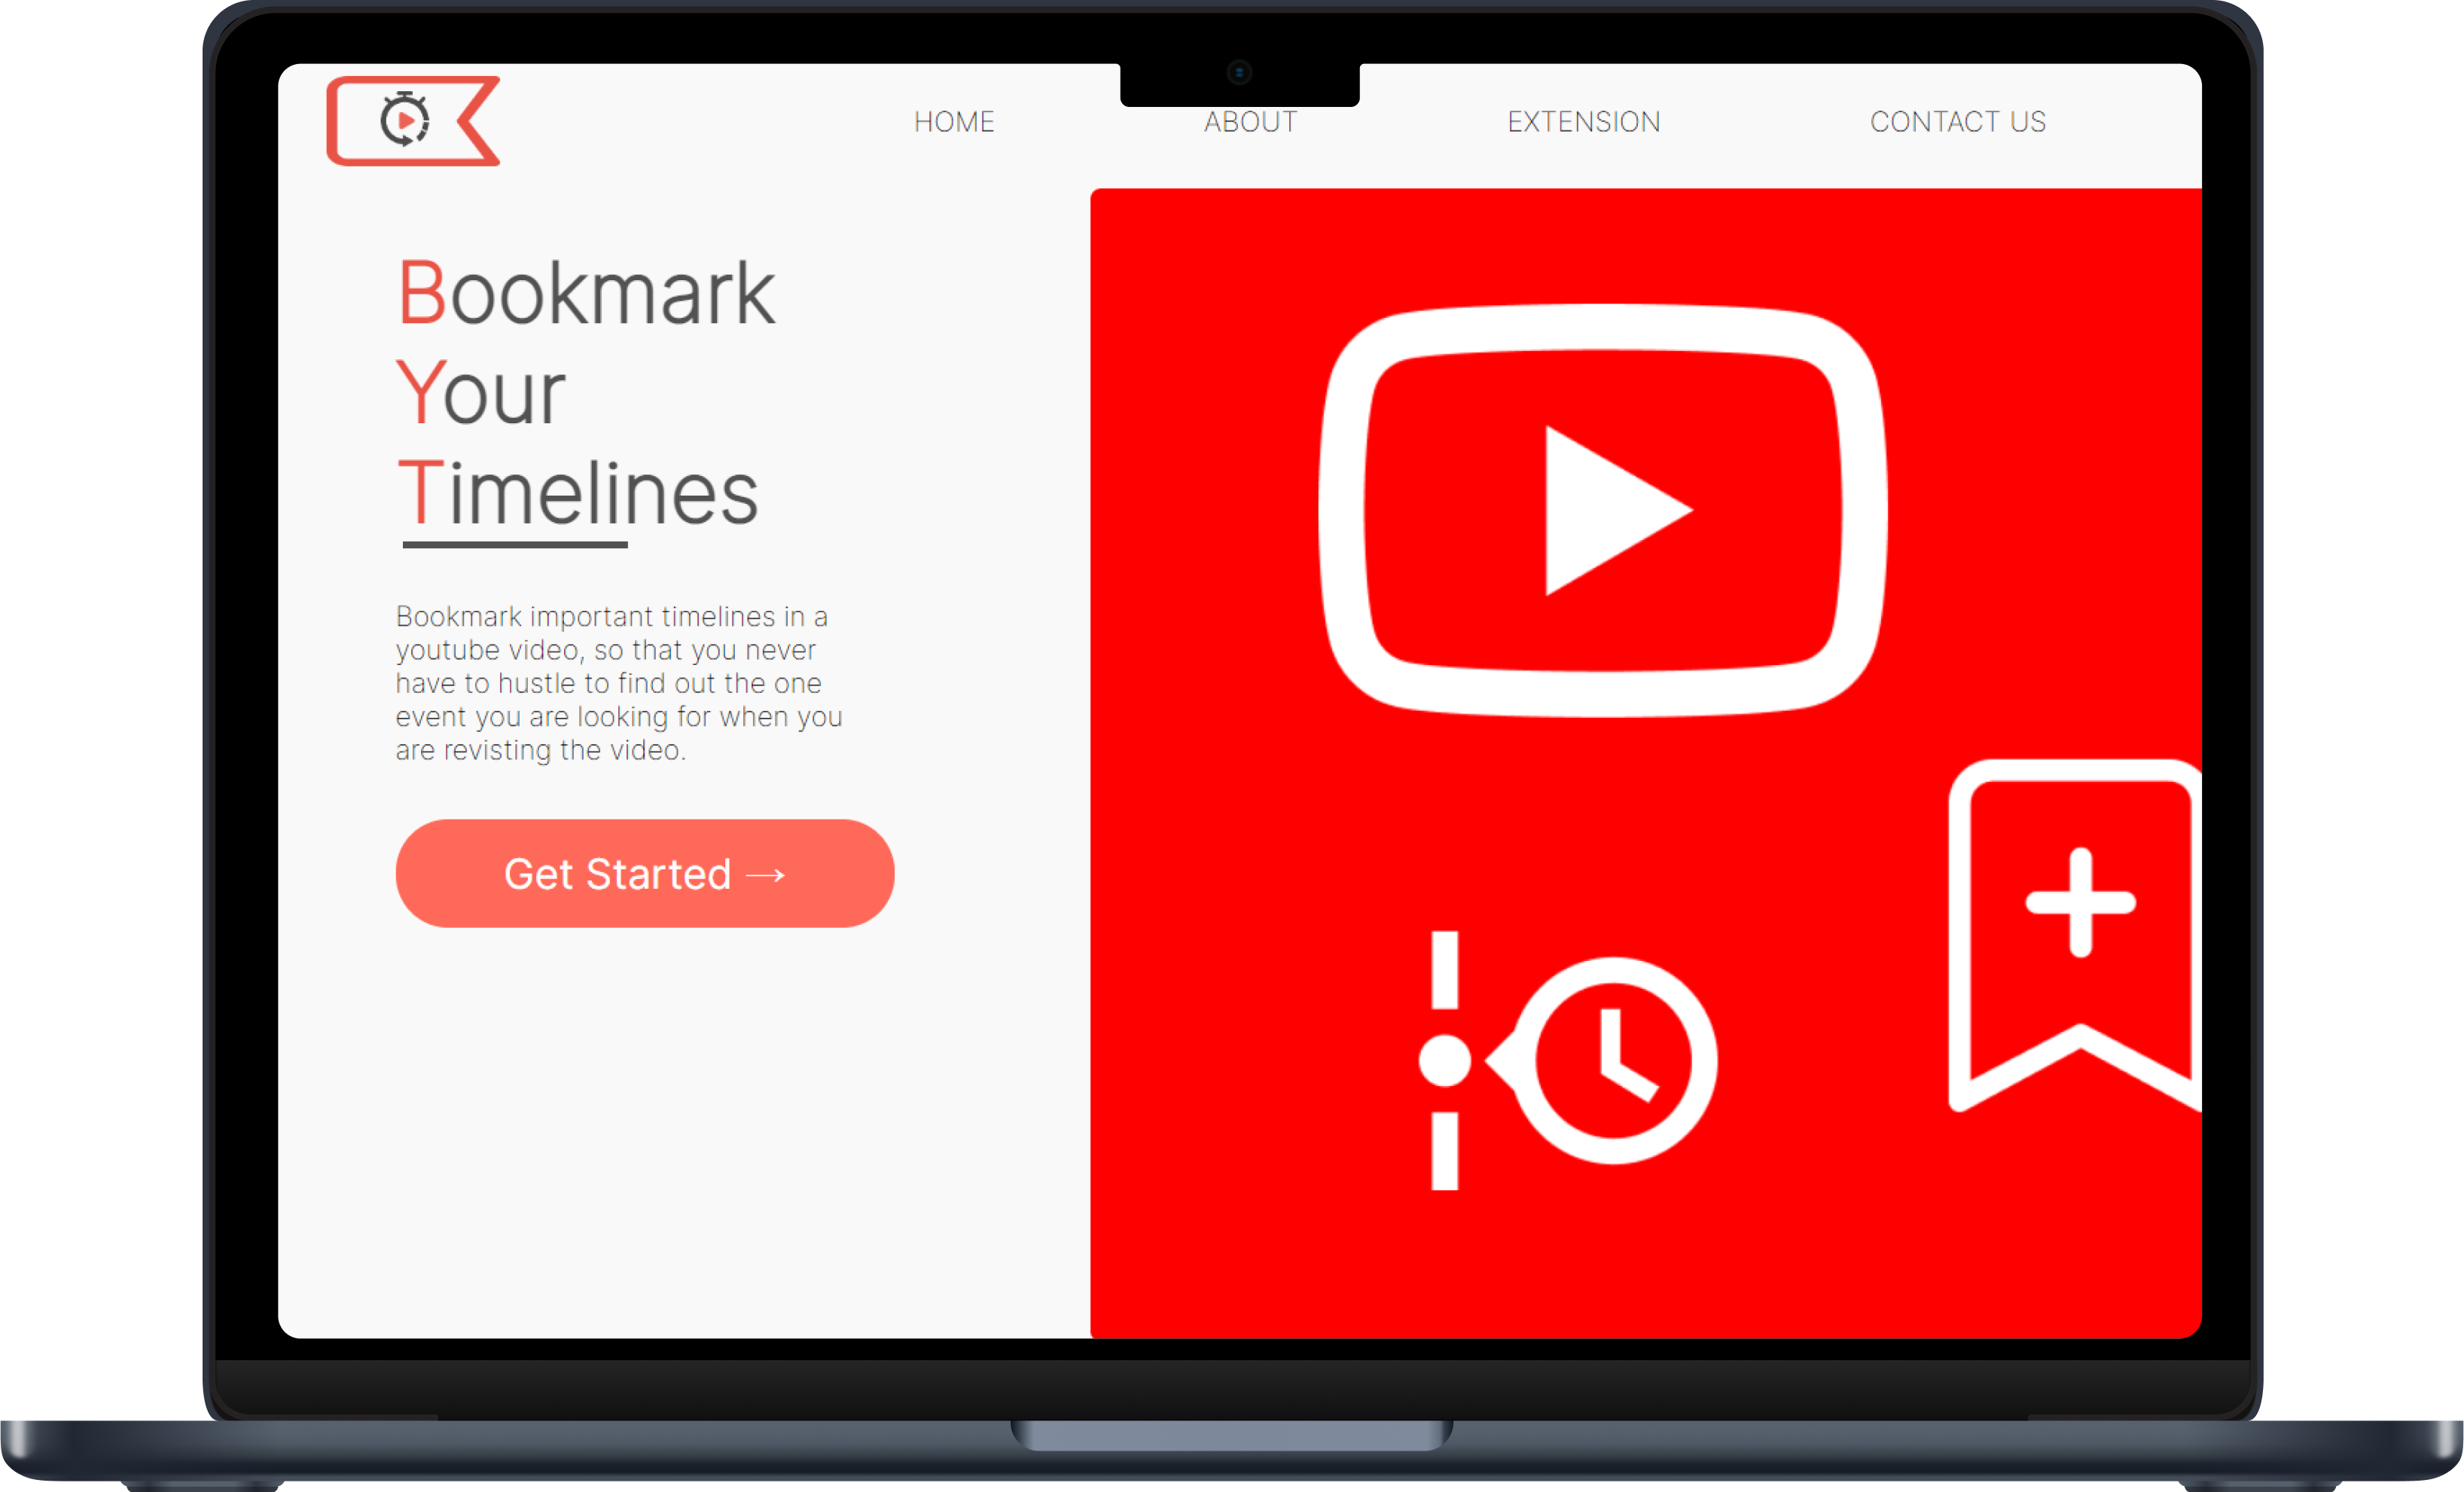 HOME ABOUT EXTENSION CONTACT US
Bookmark
Your
Timelines
Bookmark important timelines in a
youtube video, so that you never
have to hustle to find out the one
event you are looking for when you
are revisting the video.
Get Started →